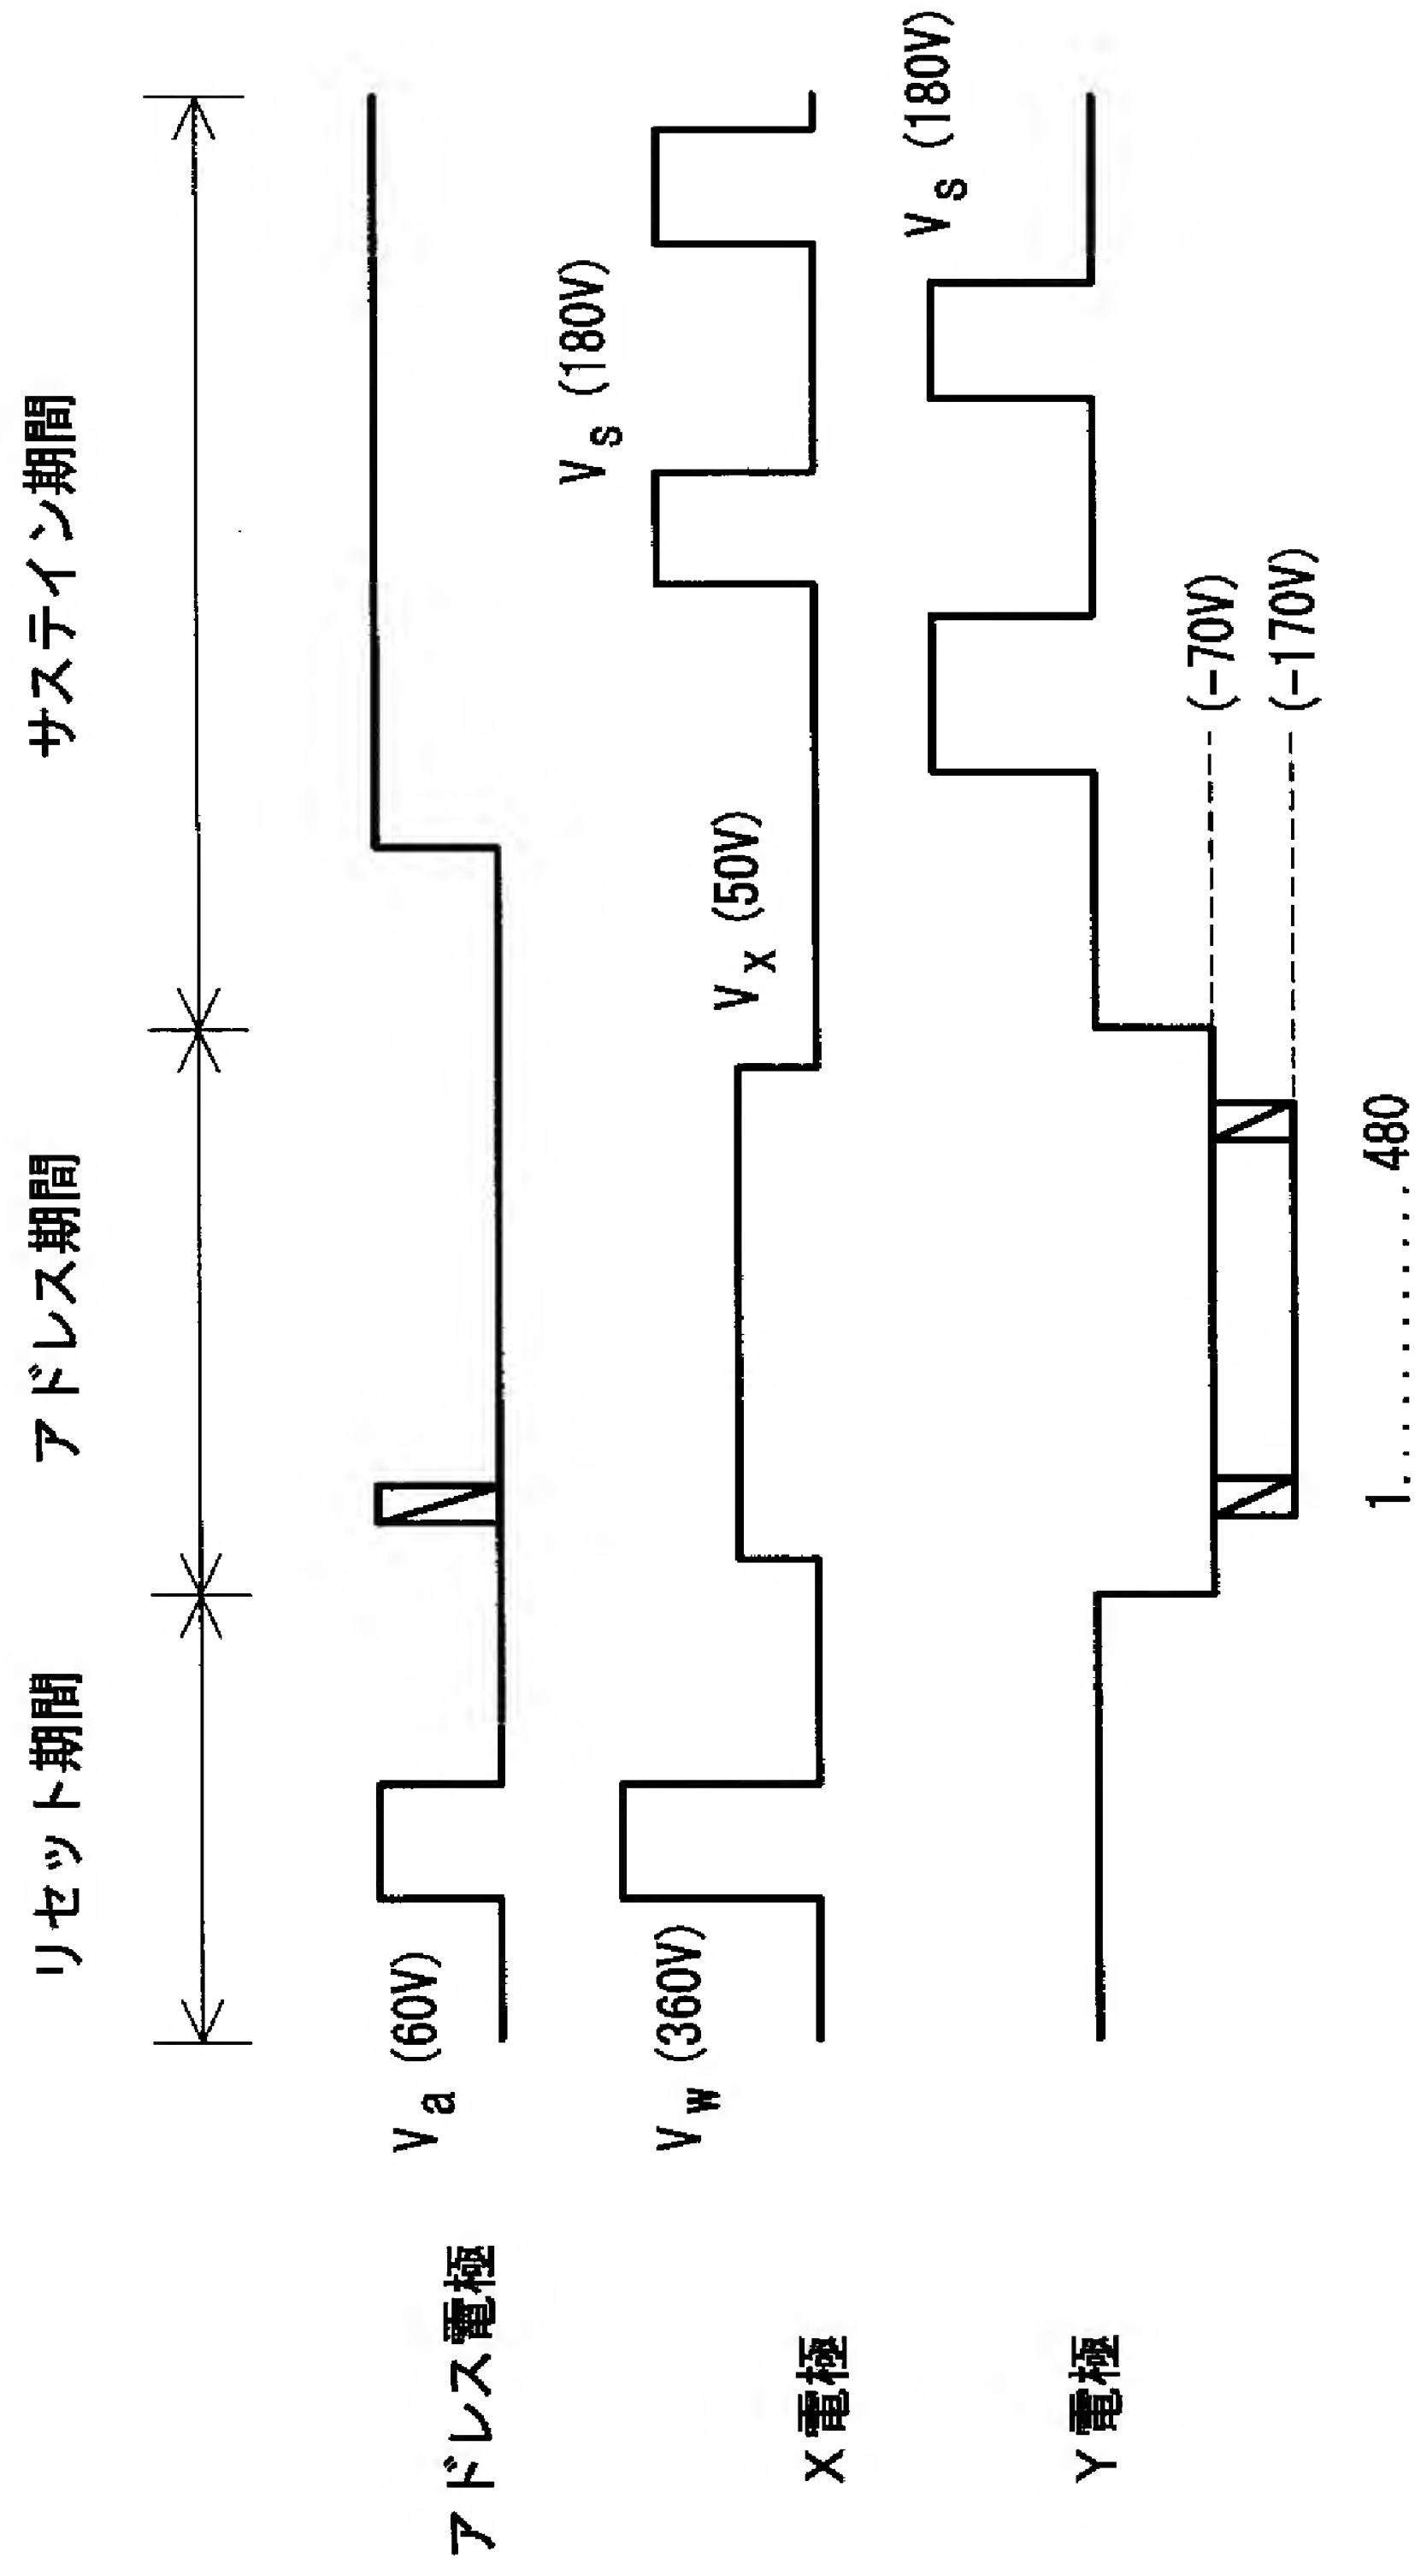 リセット期間
アドレス期間
サステイン期間
アドレス電極
Va (60V)
X電極
Vw (360V)
Vx (50V)
Vs (180V)
Y電極
Vs (180V)
(-70V)
(-170V)
1............480